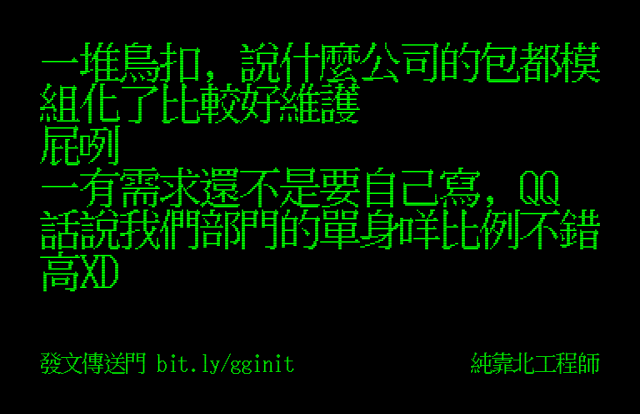 一堆鳥扣，說什麼公司的包都模
組化了比較好維護
屁咧
一有需求還不是要自己寫，QQ
話說我們部門的單身咩比例不錯
高XD
發文傳送門 bit.ly/gginit
純靠北工程師